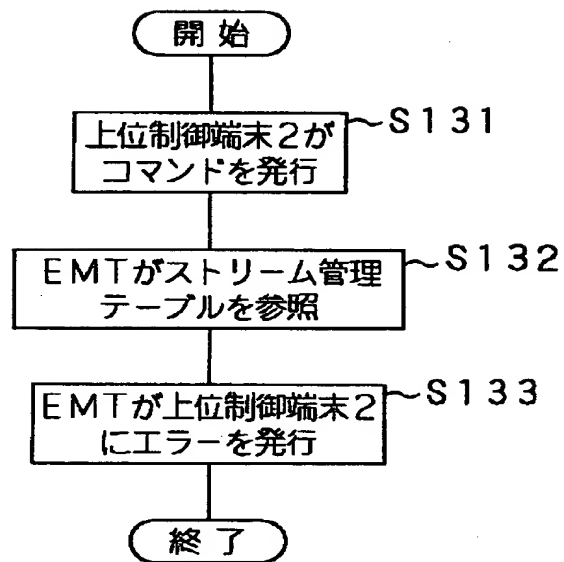 開始
上位制御端末2が
コマンドを発行
S131
EMTがストリーム管理
テーブルを参照
S132
EMTが上位制御端末2
にエラーを発行
S133
終了